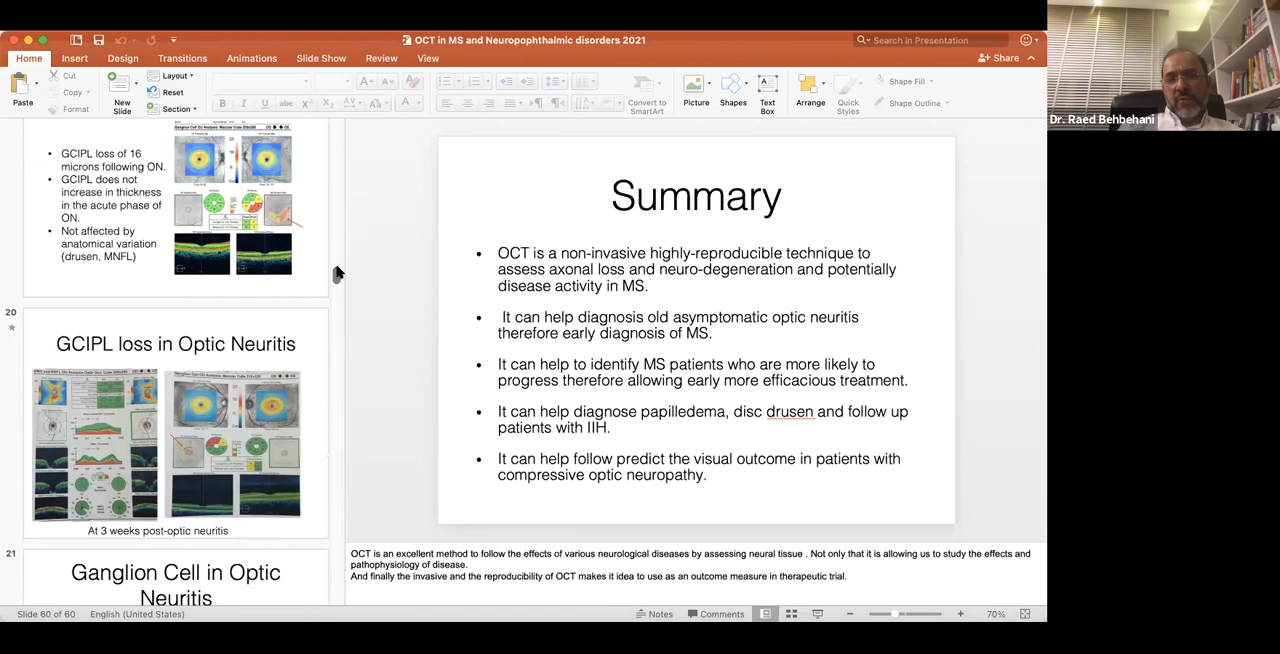 OCT in MS and Neuropophthalmic disorders 2021
Search in Presentation
Home Insert Design Transitions Animations Slide Show Review View
Share
Paste
Cut
Copy
Format
New
Slide
Layout
Reset
Section
Convert to
SmartArt
Picture
Shapes
Text
Box
Arrange
Quick
Styles
Shape Fill
Shape Outline
Dr. Raed Behbehani
• GCIPL loss of 16
microns following ON.
• GCIPL does not
increase in thickness
in the acute phase of
ON.
• Not affected by
anatomical variation
(drusen, MNFL)
20
GCIPL loss in Optic Neuritis
At 3 weeks post-optic neuritis
21
Ganglion Cell in Optic
Neuritis
Summary
• OCT is a non-invasive highly-reproducible technique to
assess axonal loss and neuro-degeneration and potentially
disease activity in MS.
• It can help diagnosis old asymptomatic optic neuritis
therefore early diagnosis of MS.
• It can help to identify MS patients who are more likely to
progress therefore allowing early more efficacious treatment.
• It can help diagnose papilledema, disc drusen and follow up
patients with IIH.
• It can help follow predict the visual outcome in patients with
compressive optic neuropathy.
OCT is an excellent method to follow the effects of various neurological diseases by assessing neural tissue . Not only that it is allowing us to study the effects and
pathophysiology of disease.
And finally the invasive and the reproducibility of OCT makes it idea to use as an outcome measure in therapeutic trial.
Slide 60 of 60 English (United States)
Notes Comments
70%